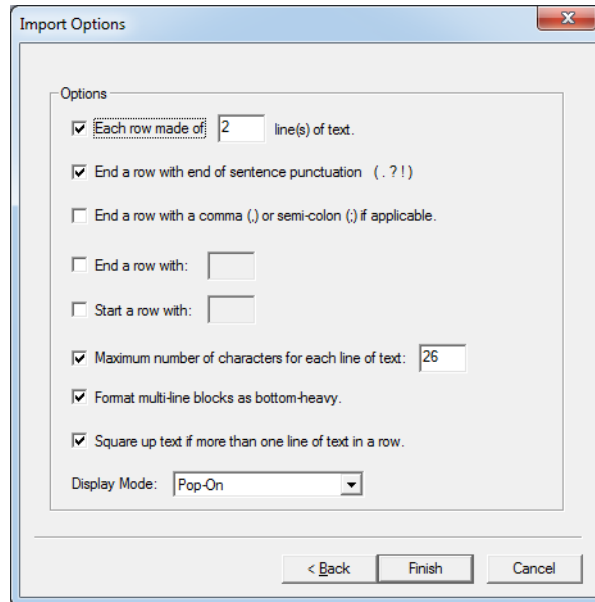 Import Options
Options
Each row made of 2 line(s) of text.
End a row with end of sentence punctuation ( . ? ! )
End a row with a comma (,) or semi-colon (;) if applicable.
End a row with:
Start a row with:
Maximum number of characters for each line of text: 26
Format multi-line blocks as bottom-heavy.
Square up text if more than one line of text in a row.
Display Mode: Pop-On
< Back Finish Cancel